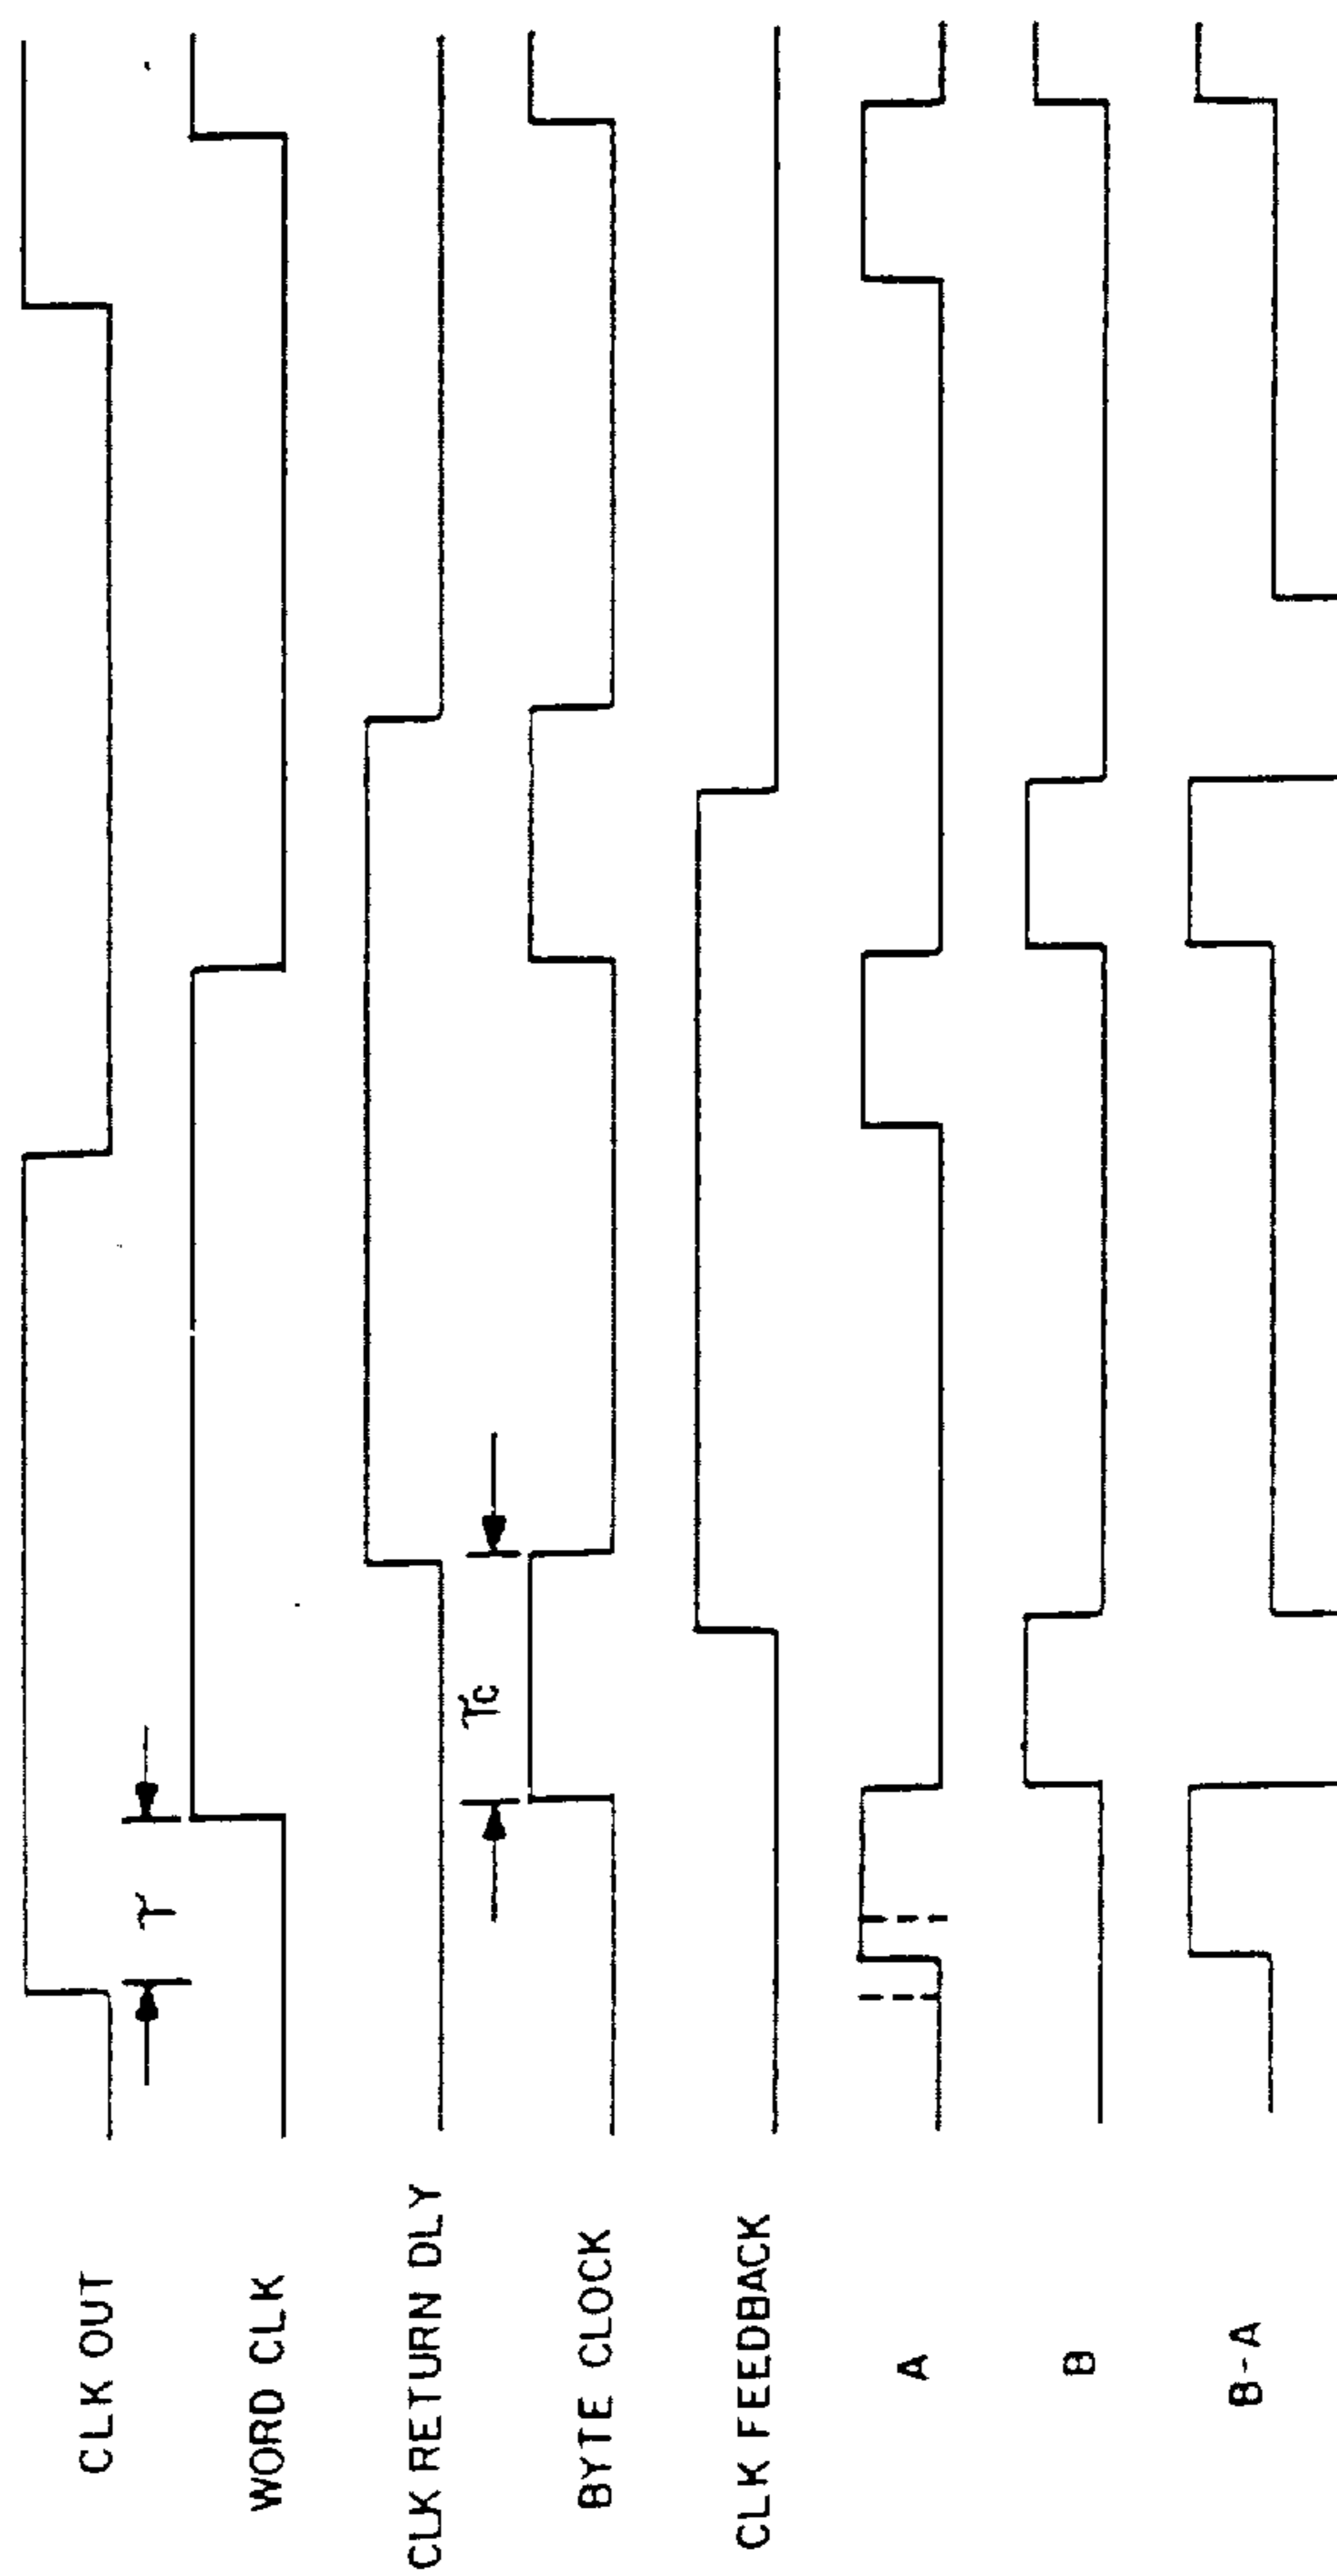 CLK OUT
τ
WORD CLK
CLK RETURN DLY
τc
BYTE CLOCK
CLK FEEDBACK
A
B
B-A